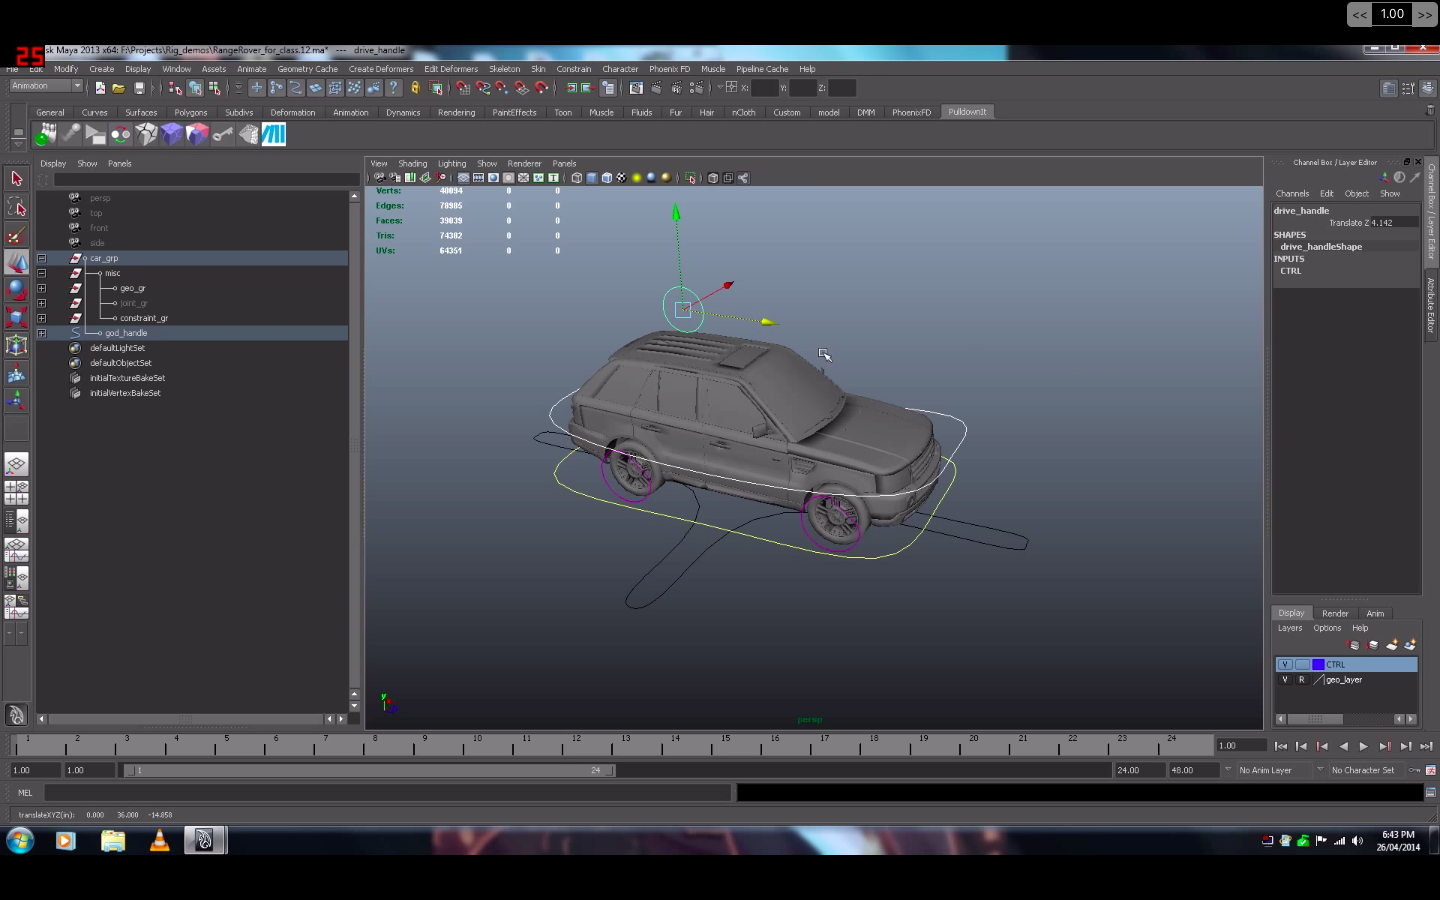 << 1.00 >>
25
sk Maya 2013 x64: F:\Projects\Rig_demos\RangeRover_for_class.12.ma* --- drive_handle
File Edit Modify Create Display Window Assets Animate Geometry Cache Create Deformers Edit Deformers Skeleton Skin Constrain Character Phoenix FD Muscle Pipeline Cache Help
Animation X: Y: Z:
General Curves Surfaces Polygons Subdivs Deformation Animation Dynamics Rendering PaintEffects Toon Muscle Fluids Fur Hair nCloth Custom model DMM PhoenixFD PulldownIt
Display Show Panels
persp
top
front
side
car_grp
misc
geo_gr
joint_gr
constraint_gr
god_handle
defaultLightSet
defaultObjectSet
initialTextureBakeSet
initialVertexBakeSet
View Shading Lighting Show Renderer Panels
Verts: 40094 0 0
Edges: 78985 0 0
Faces: 39039 0 0
Tris: 74382 0 0
UVs: 64351 0 0
persp
Channel Box / Layer Editor
Channels Edit Object Show
drive_handle
Translate Z 4.142
SHAPES
drive_handleShape
INPUTS
CTRL
Channel Box / Layer Editor
Attribute Editor
Display Render Anim
Layers Options Help
V CTRL
V R geo_layer
1 2 3 4 5 6 7 8 9 10 11 12 13 14 15 16 17 18 19 20 21 22 23 24 1.00
1.00 1.00 1 24 24.00 48.00 No Anim Layer No Character Set
MEL
translateXYZ(in): 0.000 36.000 -14.858
6:43 PM
26/04/2014